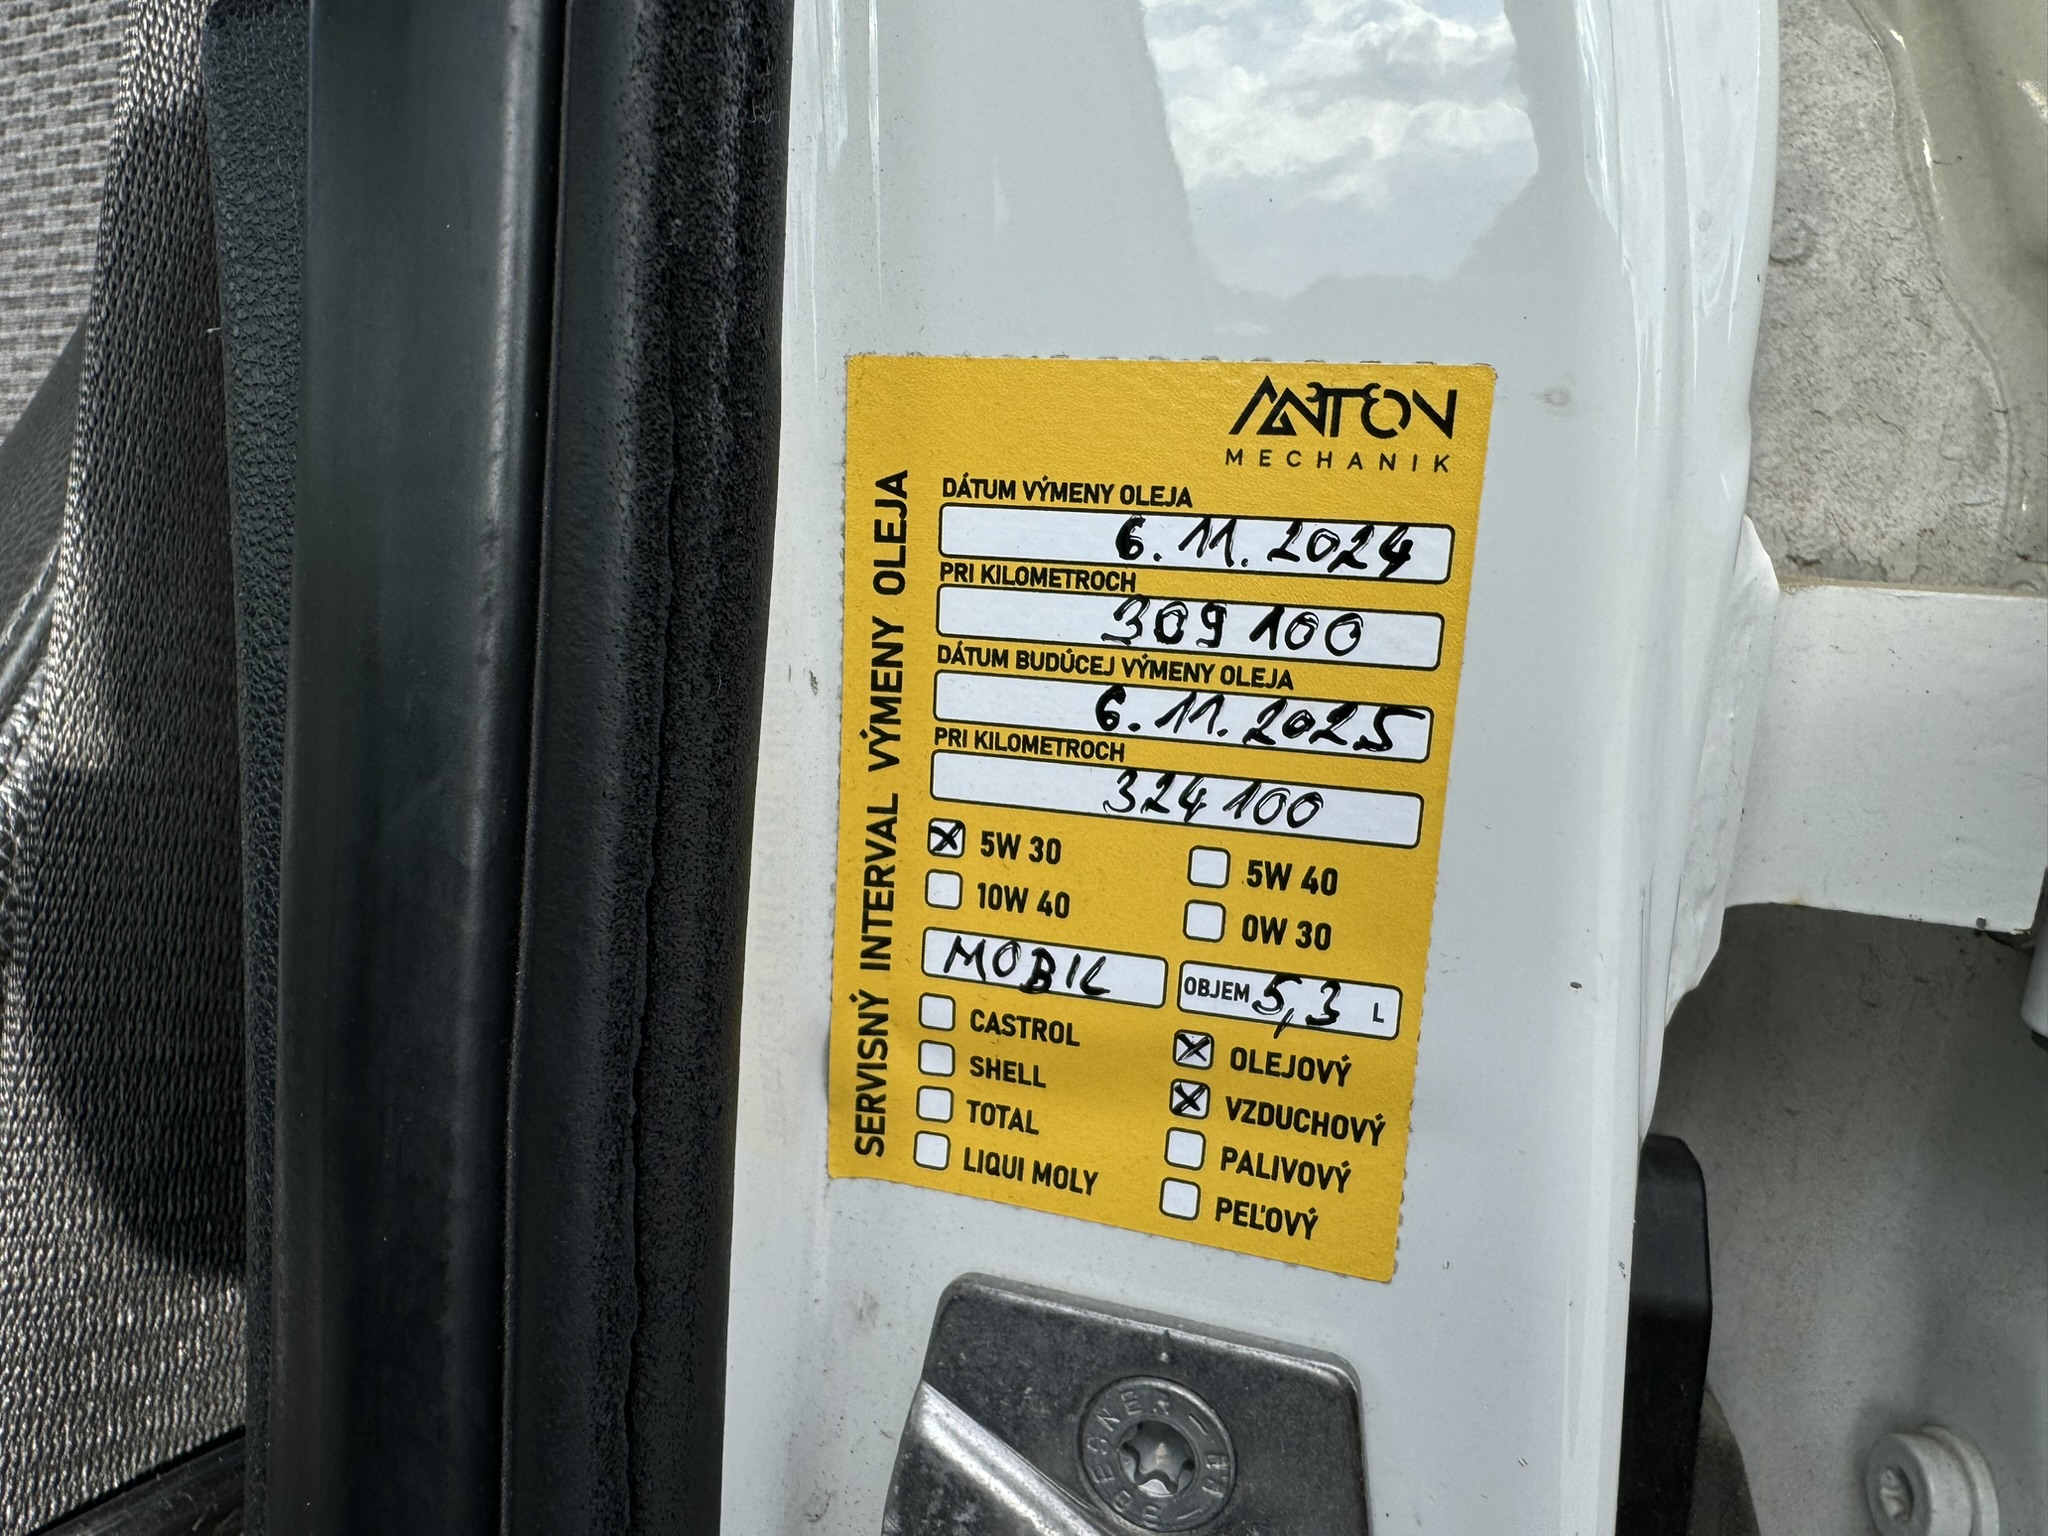 ANTON
MECHANIK
SERVISNÝ INTERVAL VÝMENY OLEJA
DÁTUM VÝMENY OLEJA
6.11.2024
PRI KILOMETROCH
309 100
DÁTUM BUDÚCEJ VÝMENY OLEJA
6.11.2025
PRI KILOMETROCH
324 100
5W 30
5W 40
10W 40
0W 30
MOBIL
OBJEM 5,3 L
CASTROL
SHELL
TOTAL
LIQUI MOLY
OLEJOVÝ
VZDUCHOVÝ
PALIVOVÝ
PEĽOVÝ